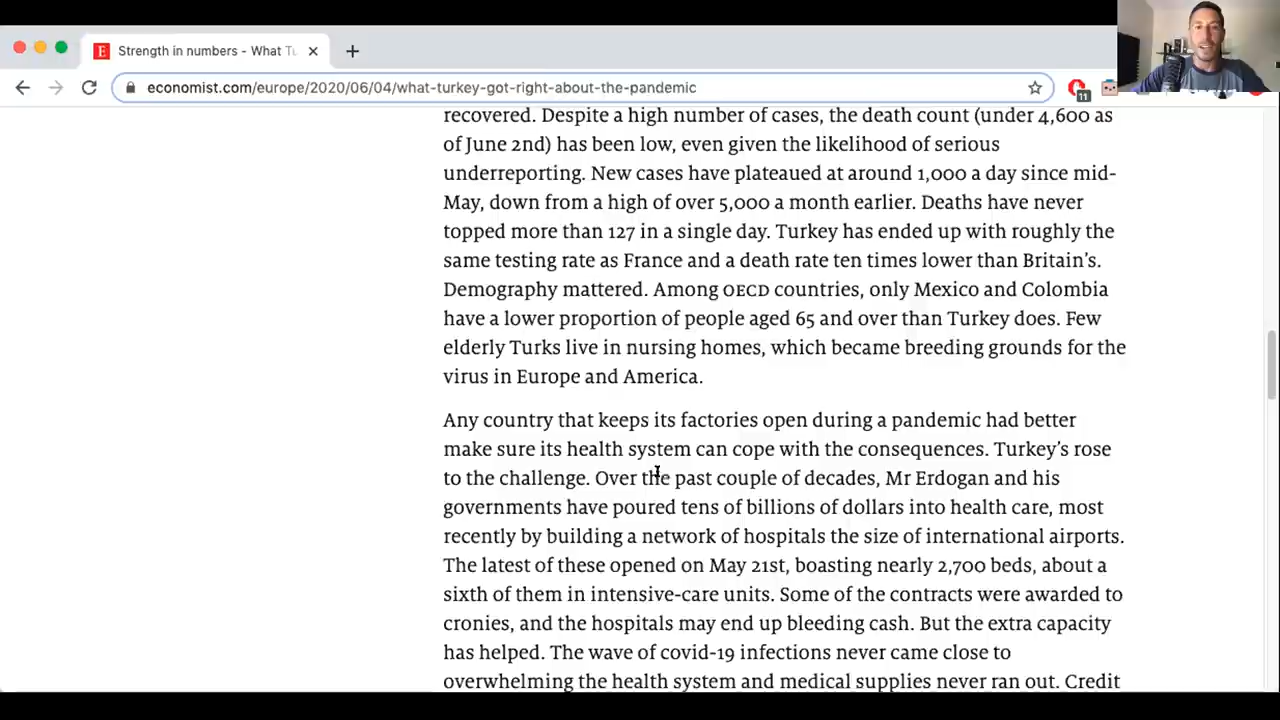 Strength in numbers - What Tu
economist.com/europe/2020/06/04/what-turkey-got-right-about-the-pandemic
11
recovered. Despite a high number of cases, the death count (under 4,600 as
of June 2nd) has been low, even given the likelihood of serious
underreporting. New cases have plateaued at around 1,000 a day since mid-
May, down from a high of over 5,000 a month earlier. Deaths have never
topped more than 127 in a single day. Turkey has ended up with roughly the
same testing rate as France and a death rate ten times lower than Britain’s.
Demography mattered. Among OECD countries, only Mexico and Colombia
have a lower proportion of people aged 65 and over than Turkey does. Few
elderly Turks live in nursing homes, which became breeding grounds for the
virus in Europe and America.
Any country that keeps its factories open during a pandemic had better
make sure its health system can cope with the consequences. Turkey’s rose
to the challenge. Over the past couple of decades, Mr Erdogan and his
governments have poured tens of billions of dollars into health care, most
recently by building a network of hospitals the size of international airports.
The latest of these opened on May 21st, boasting nearly 2,700 beds, about a
sixth of them in intensive-care units. Some of the contracts were awarded to
cronies, and the hospitals may end up bleeding cash. But the extra capacity
has helped. The wave of covid-19 infections never came close to
overwhelming the health system and medical supplies never ran out. Credit